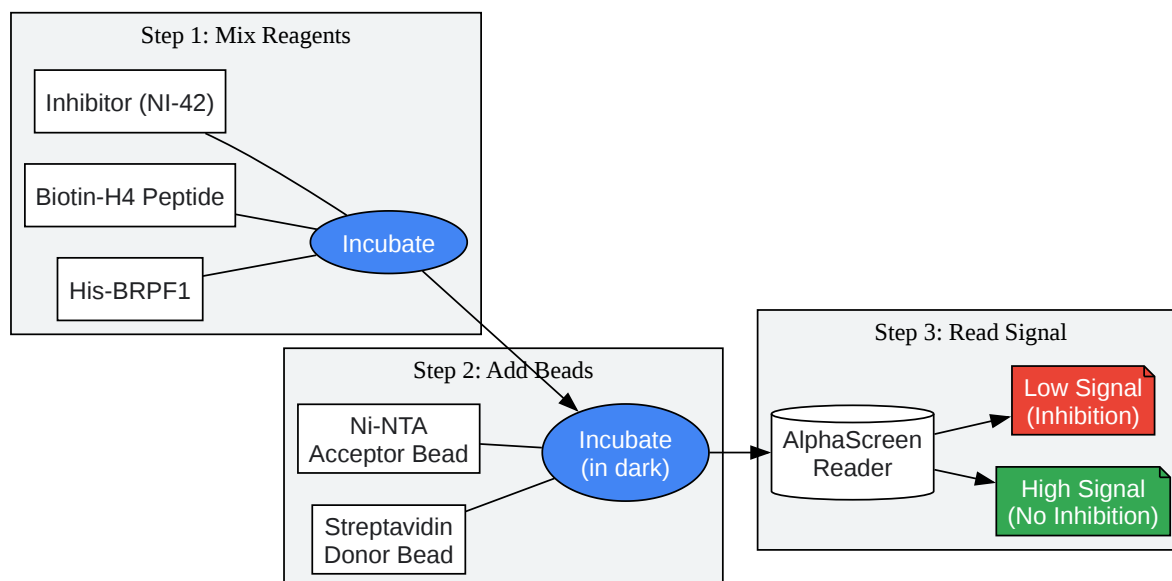 Step 1: Mix Reagents
Inhibitor (NI-42)
Biotin-H4 Peptide
His-BRPF1
Incubate
Step 2: Add Beads
Ni-NTA
Acceptor Bead
Streptavidin
Donor Bead
Incubate
(in dark)
Step 3: Read Signal
AlphaScreen
Reader
Low Signal
(Inhibition)
High Signal
(No Inhibition)